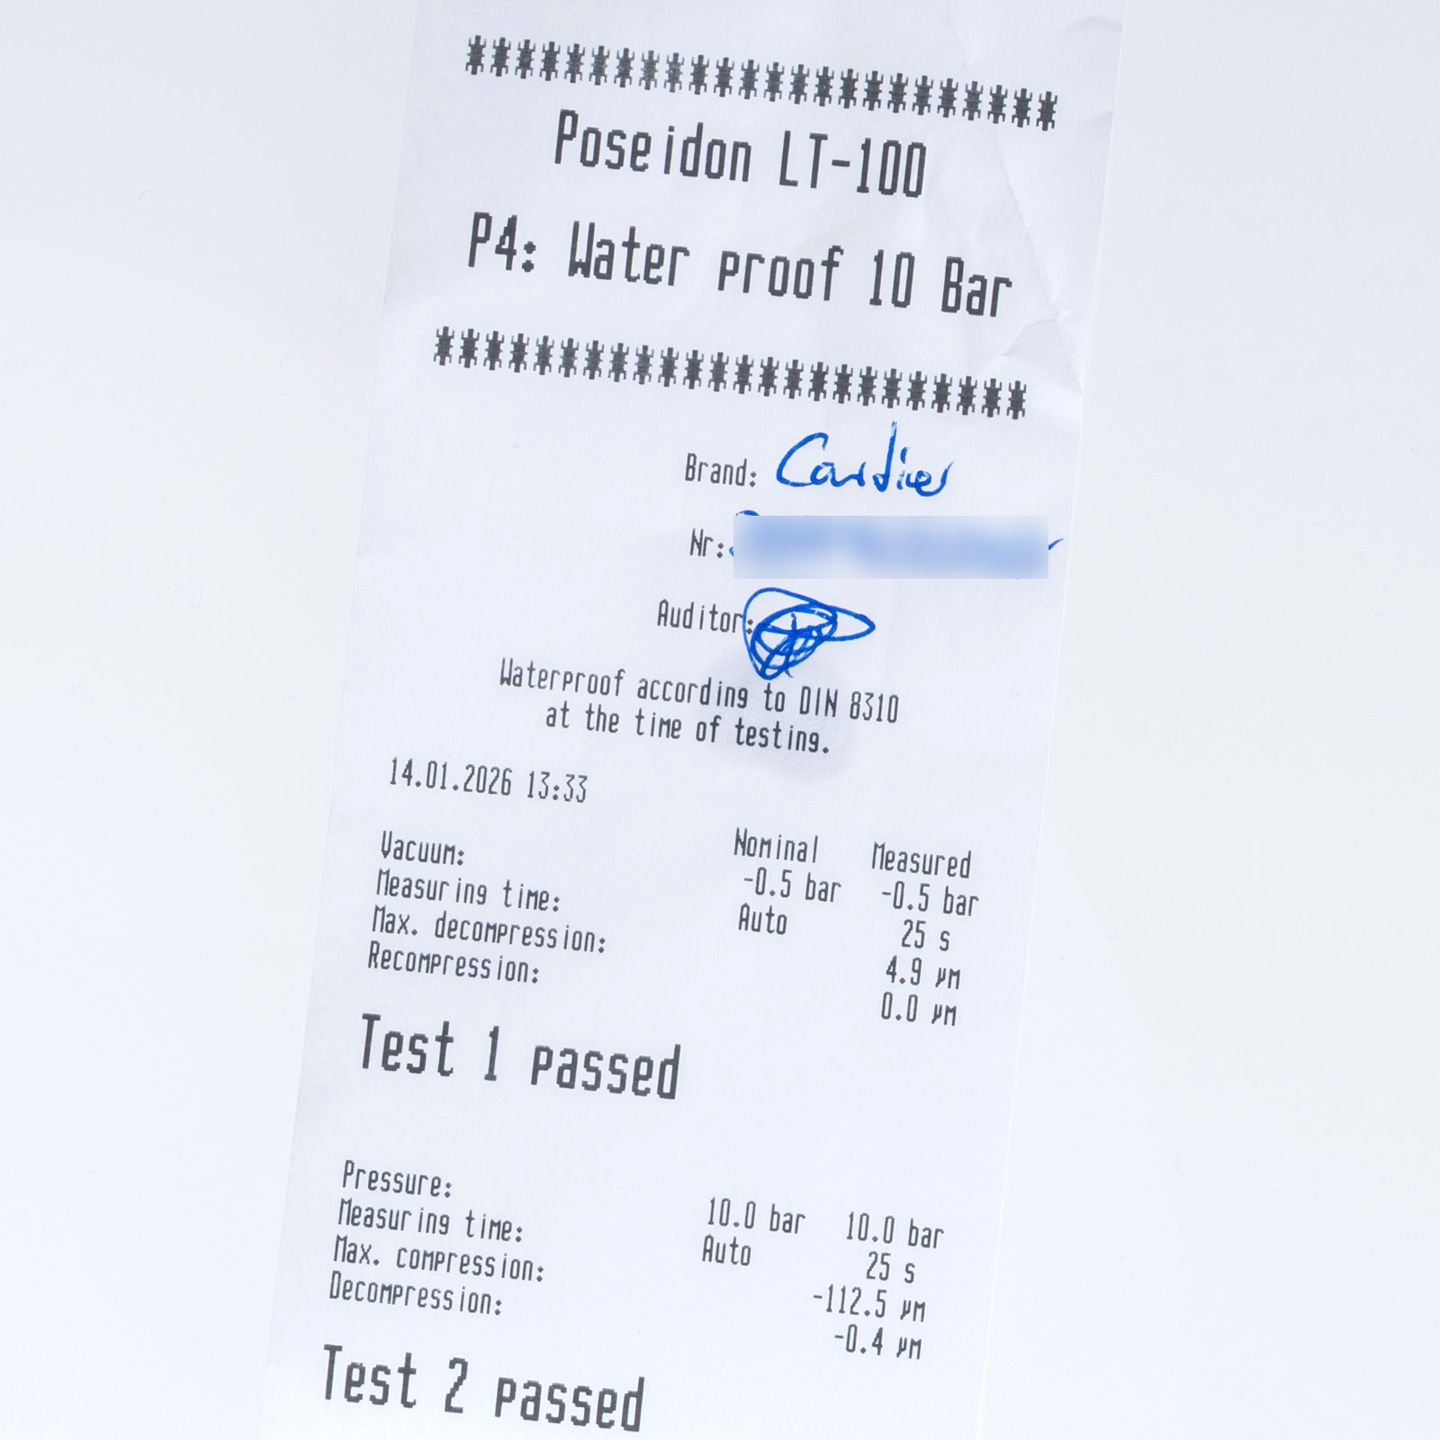 ************************
Poseidon LT-100
P4: Water proof 10 Bar
************************
Brand: Cartier
Nr:
Auditor:
Waterproof according to DIN 8310
at the time of testing.
14.01.2026 13:33
Nominal Measured
Vacuum: -0.5 bar -0.5 bar
Measuring time: Auto 25 s
Max. decompression: 4.9 µm
Recompression: 0.0 µm
Test 1 passed
Pressure: 10.0 bar 10.0 bar
Measuring time: Auto 25 s
Max. compression: -112.5 µm
Decompression: -0.4 µm
Test 2 passed